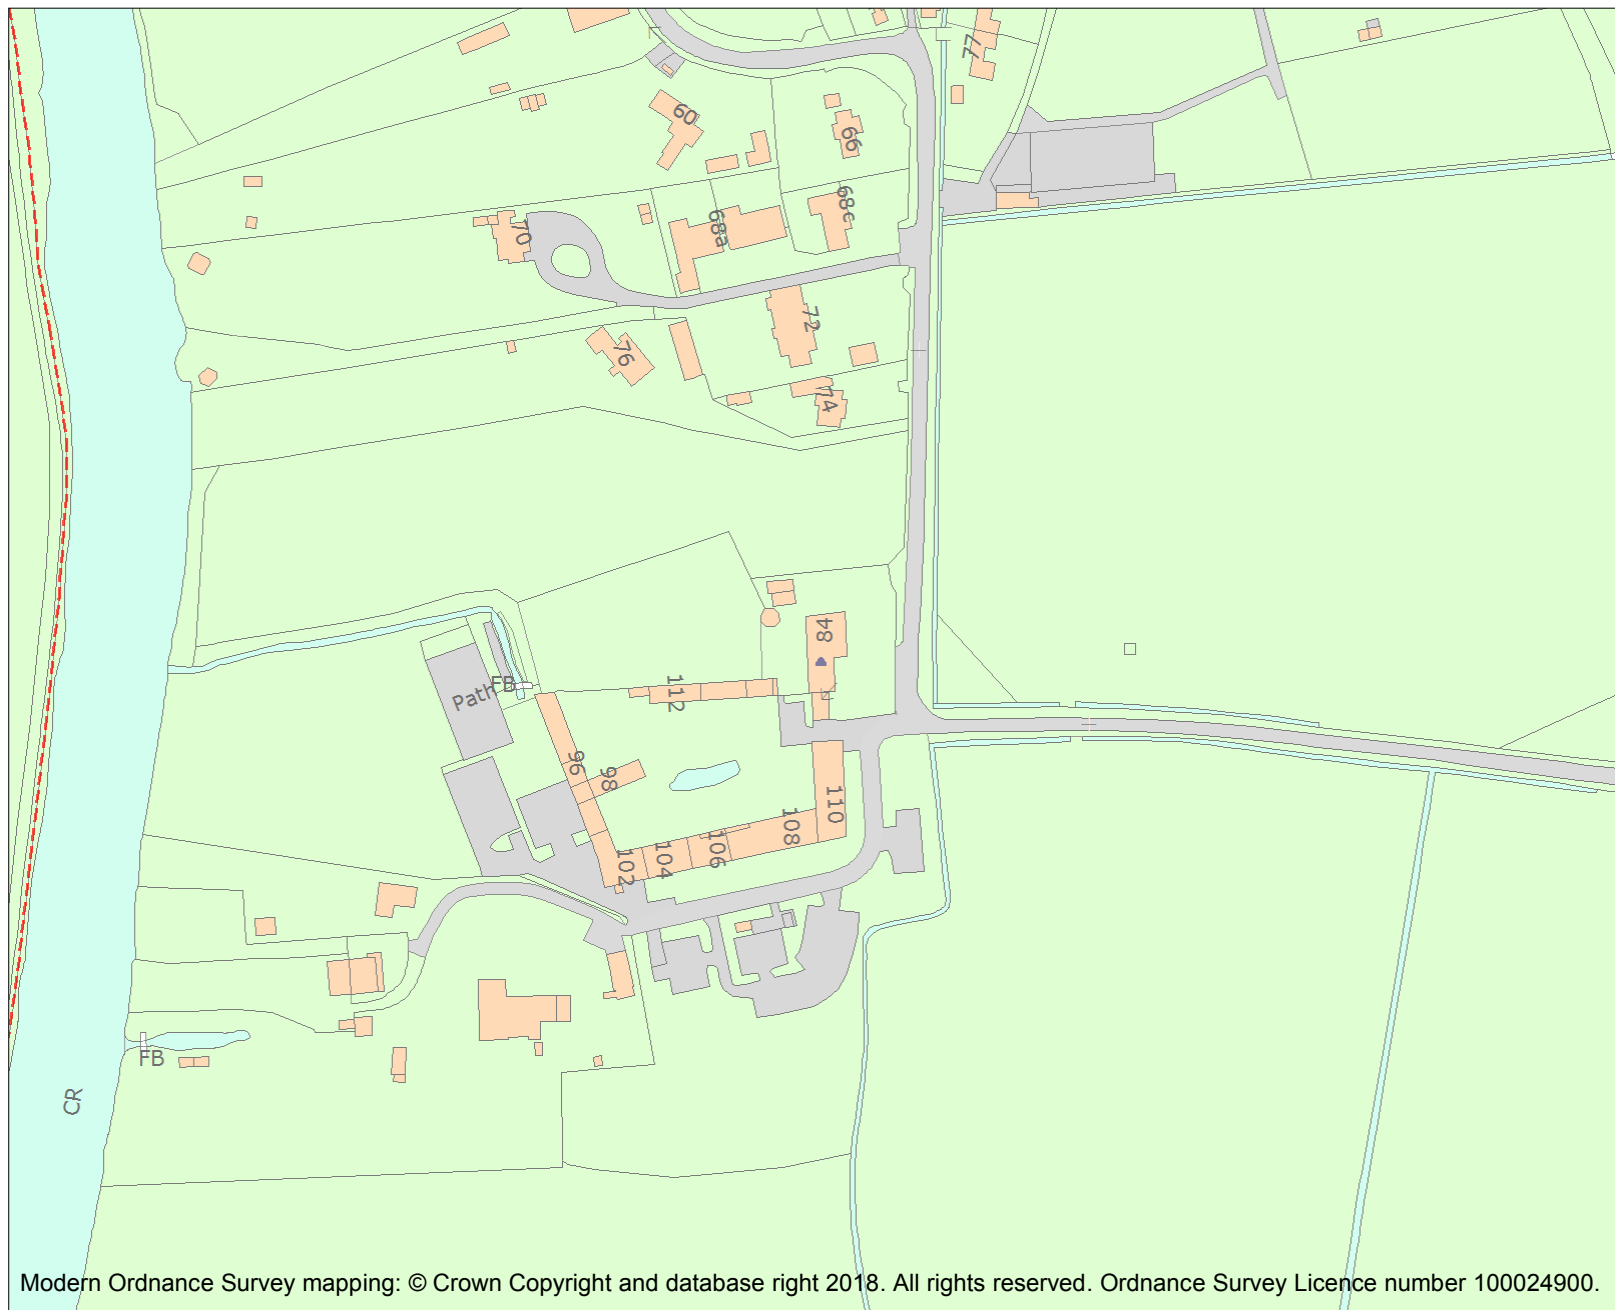 77
60
66
68c
68a
70
72
76
74
84
FB
Path
112
96
98
110
108
106
104
102
FB
CR
Modern Ordnance Survey mapping: © Crown Copyright and database right 2018. All rights reserved. Ordnance Survey Licence number 100024900.